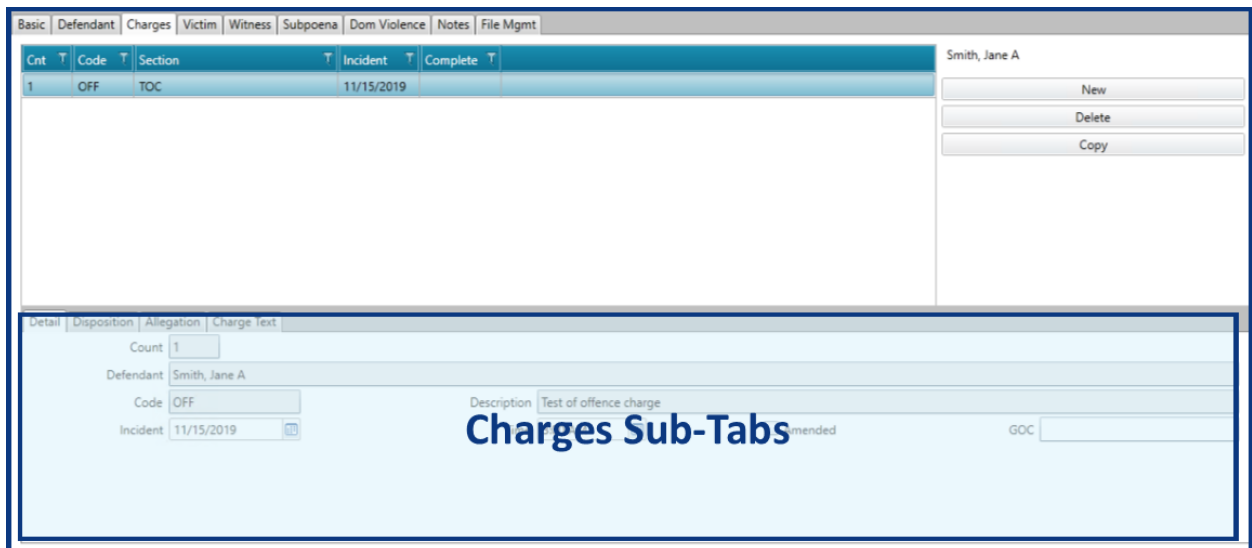 Basic Defendant Charges Victim Witness Subpoena Dom Violence Notes File Mgmt
Cnt Code Section Incident Complete
1 OFF TOC 11/15/2019
Smith, Jane A
New
Delete
Copy
Detail Disposition Allegation Charge Text
Count 1
Defendant Smith, Jane A
Code OFF Description Test of offence charge
Incident 11/15/2019 Amended GOC
Charges Sub-Tabs